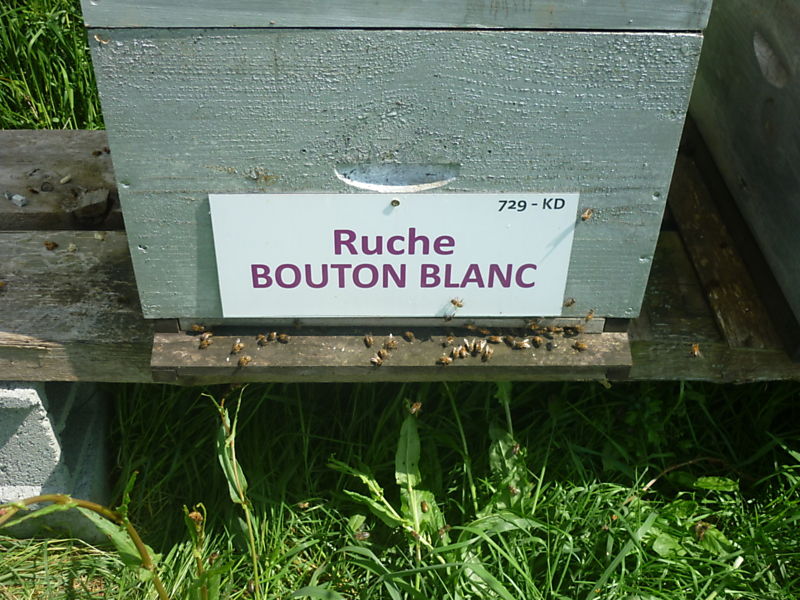 729 - KD
Ruche
BOUTON BLANC